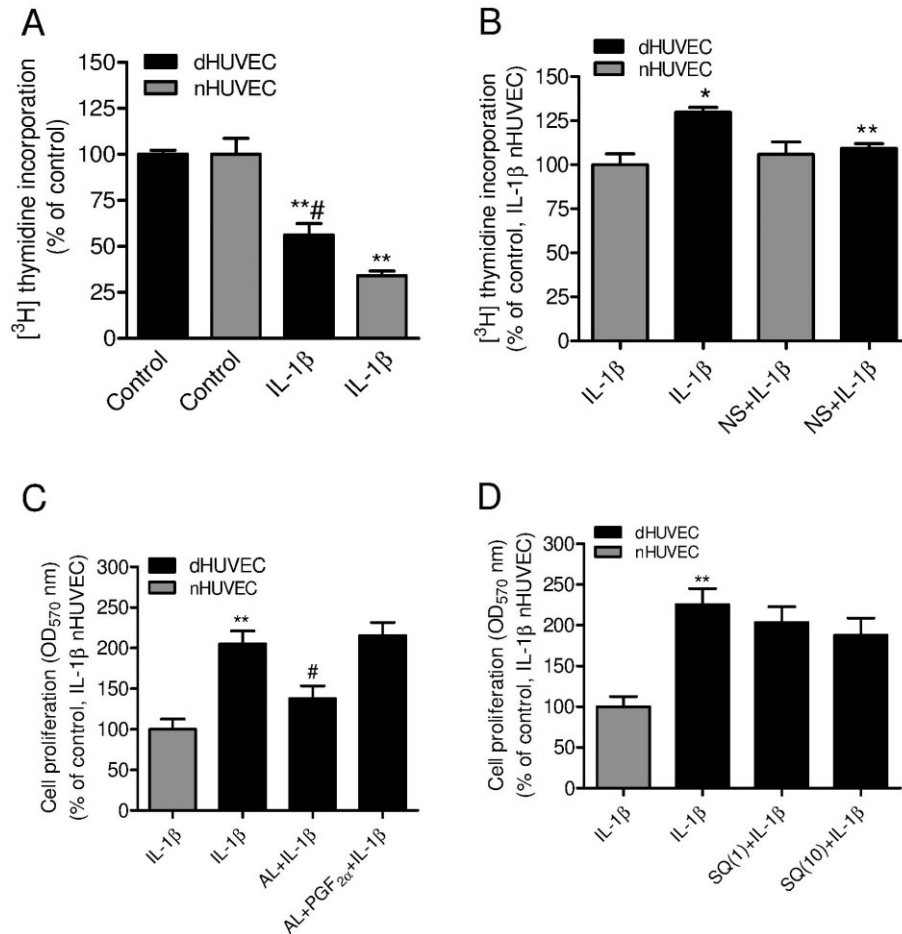 A
[³H] thymidine incorporation
(% of control)
150
125
100
75
50
25
0
dHUVEC
nHUVEC
**#
**
Control
Control
IL-1β
IL-1β
B
[³H] thymidine incorporation
(% of control, IL-1β nHUVEC)
150
125
100
75
50
25
0
dHUVEC
nHUVEC
*
**
IL-1β
IL-1β
NS+IL-1β
NS+IL-1β
C
Cell proliferation (OD₅₇₀ nm)
(% of control, IL-1β nHUVEC)
300
250
200
150
100
50
0
dHUVEC
nHUVEC
**
#
IL-1β
IL-1β
AL+IL-1β
AL+PGF₂α+IL-1β
D
Cell proliferation (OD₅₇₀ nm)
(% of control, IL-1β nHUVEC)
300
250
200
150
100
50
0
dHUVEC
nHUVEC
**
IL-1β
IL-1β
SQ(1)+IL-1β
SQ(10)+IL-1β